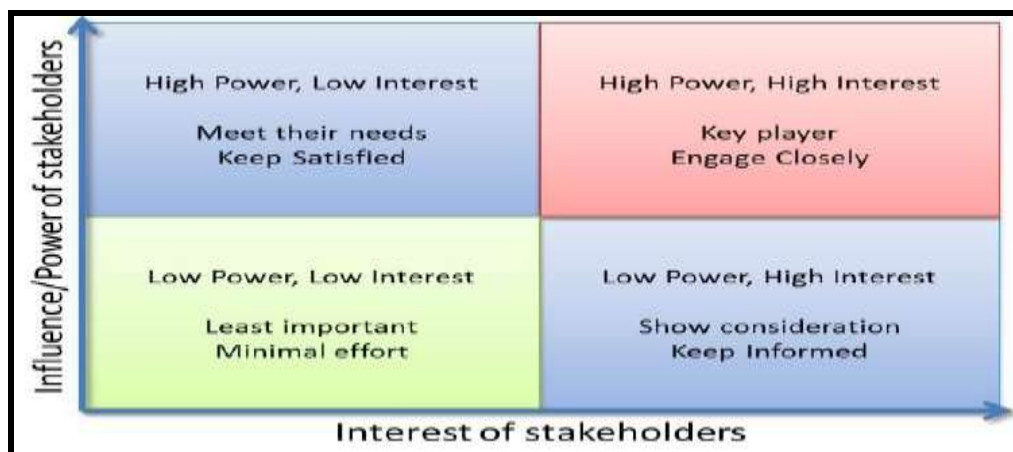 Influence/Power of stakeholders
High Power, Low Interest
Meet their needs
Keep Satisfied
High Power, High Interest
Key player
Engage Closely
Low Power, Low Interest
Least important
Minimal effort
Low Power, High Interest
Show consideration
Keep Informed
Interest of stakeholders